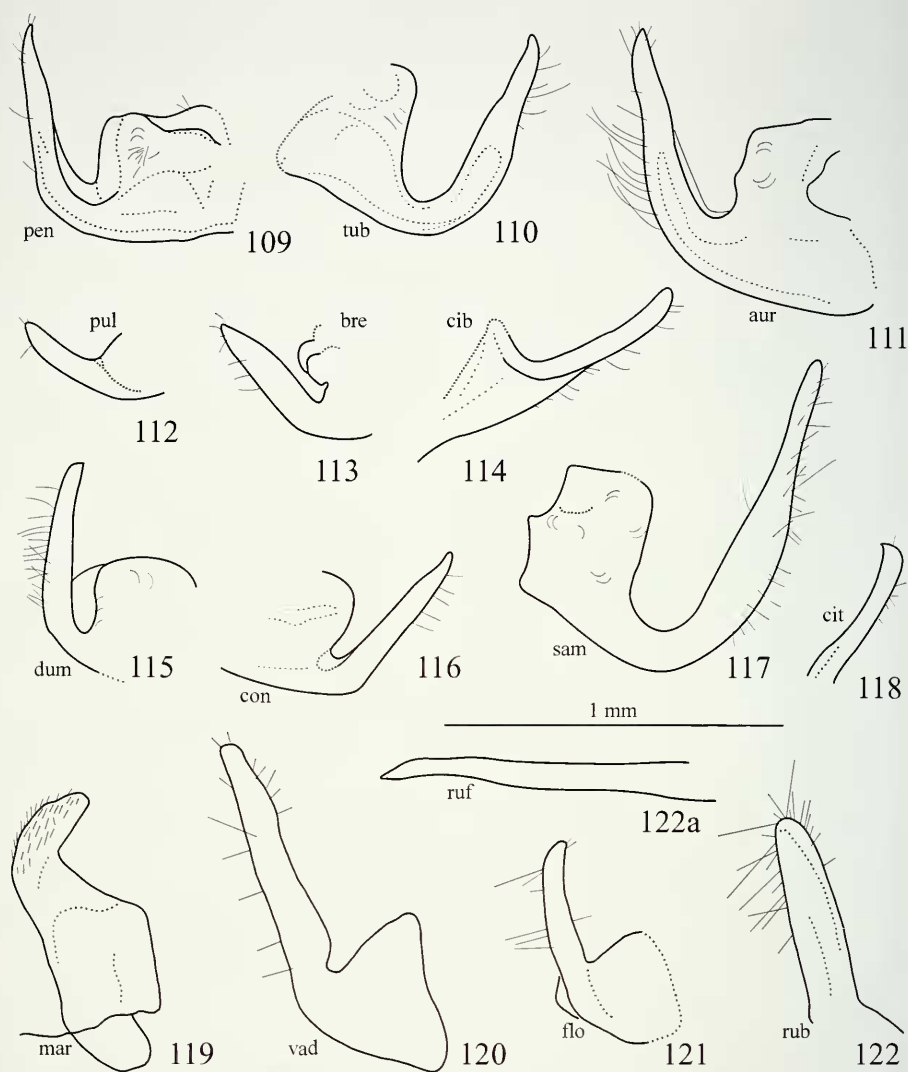 pen
109
tub
110
aur
111
pul
112
bre
113
cib
114
dum
115
con
116
sam
117
cit
118
1 mm
ruf
122a
mar
119
vad
120
flo
121
rub
122